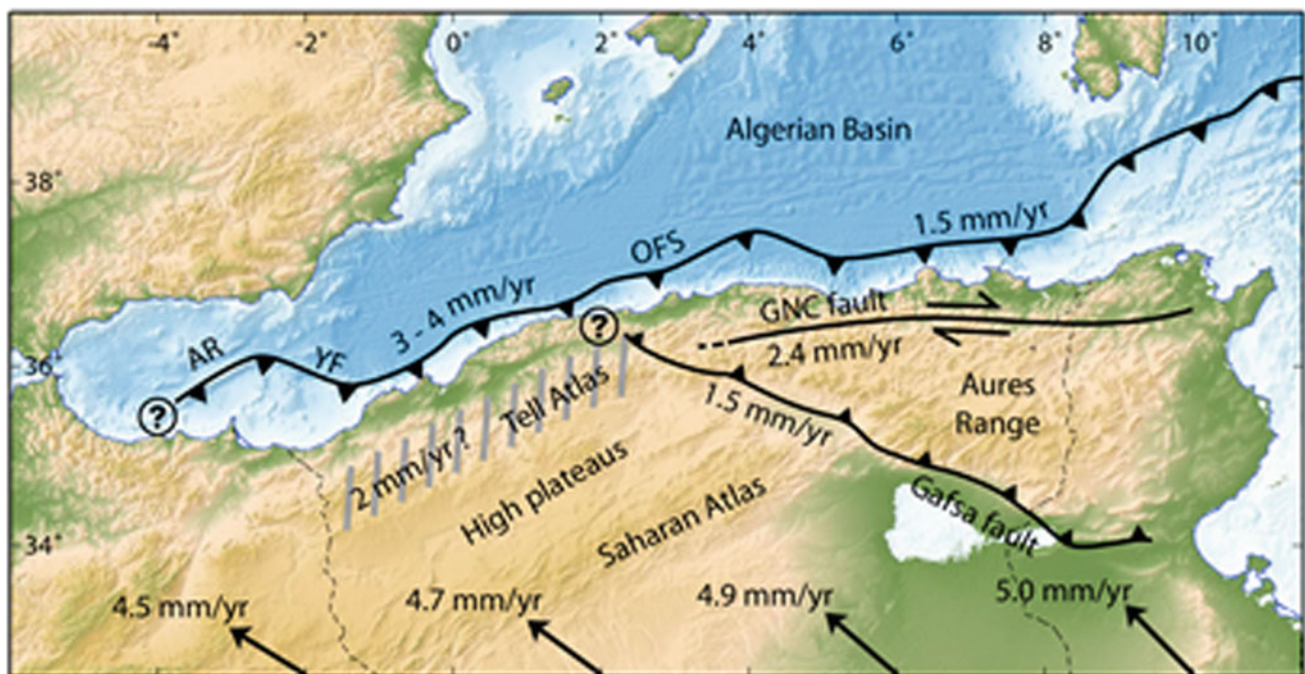 -4°
-2°
0°
2°
4°
6°
8°
10°
Algerian Basin
38°
1.5 mm/yr
OFS
3 - 4 mm/yr
GNC fault
?
AR
YF
36°
2.4 mm/yr
Aures
Range
Tell Atlas
1.5 mm/yr
?
2 mm/yr ?
High plateaus
Saharan Atlas
Gafsa fault
34°
4.5 mm/yr
4.7 mm/yr
4.9 mm/yr
5.0 mm/yr